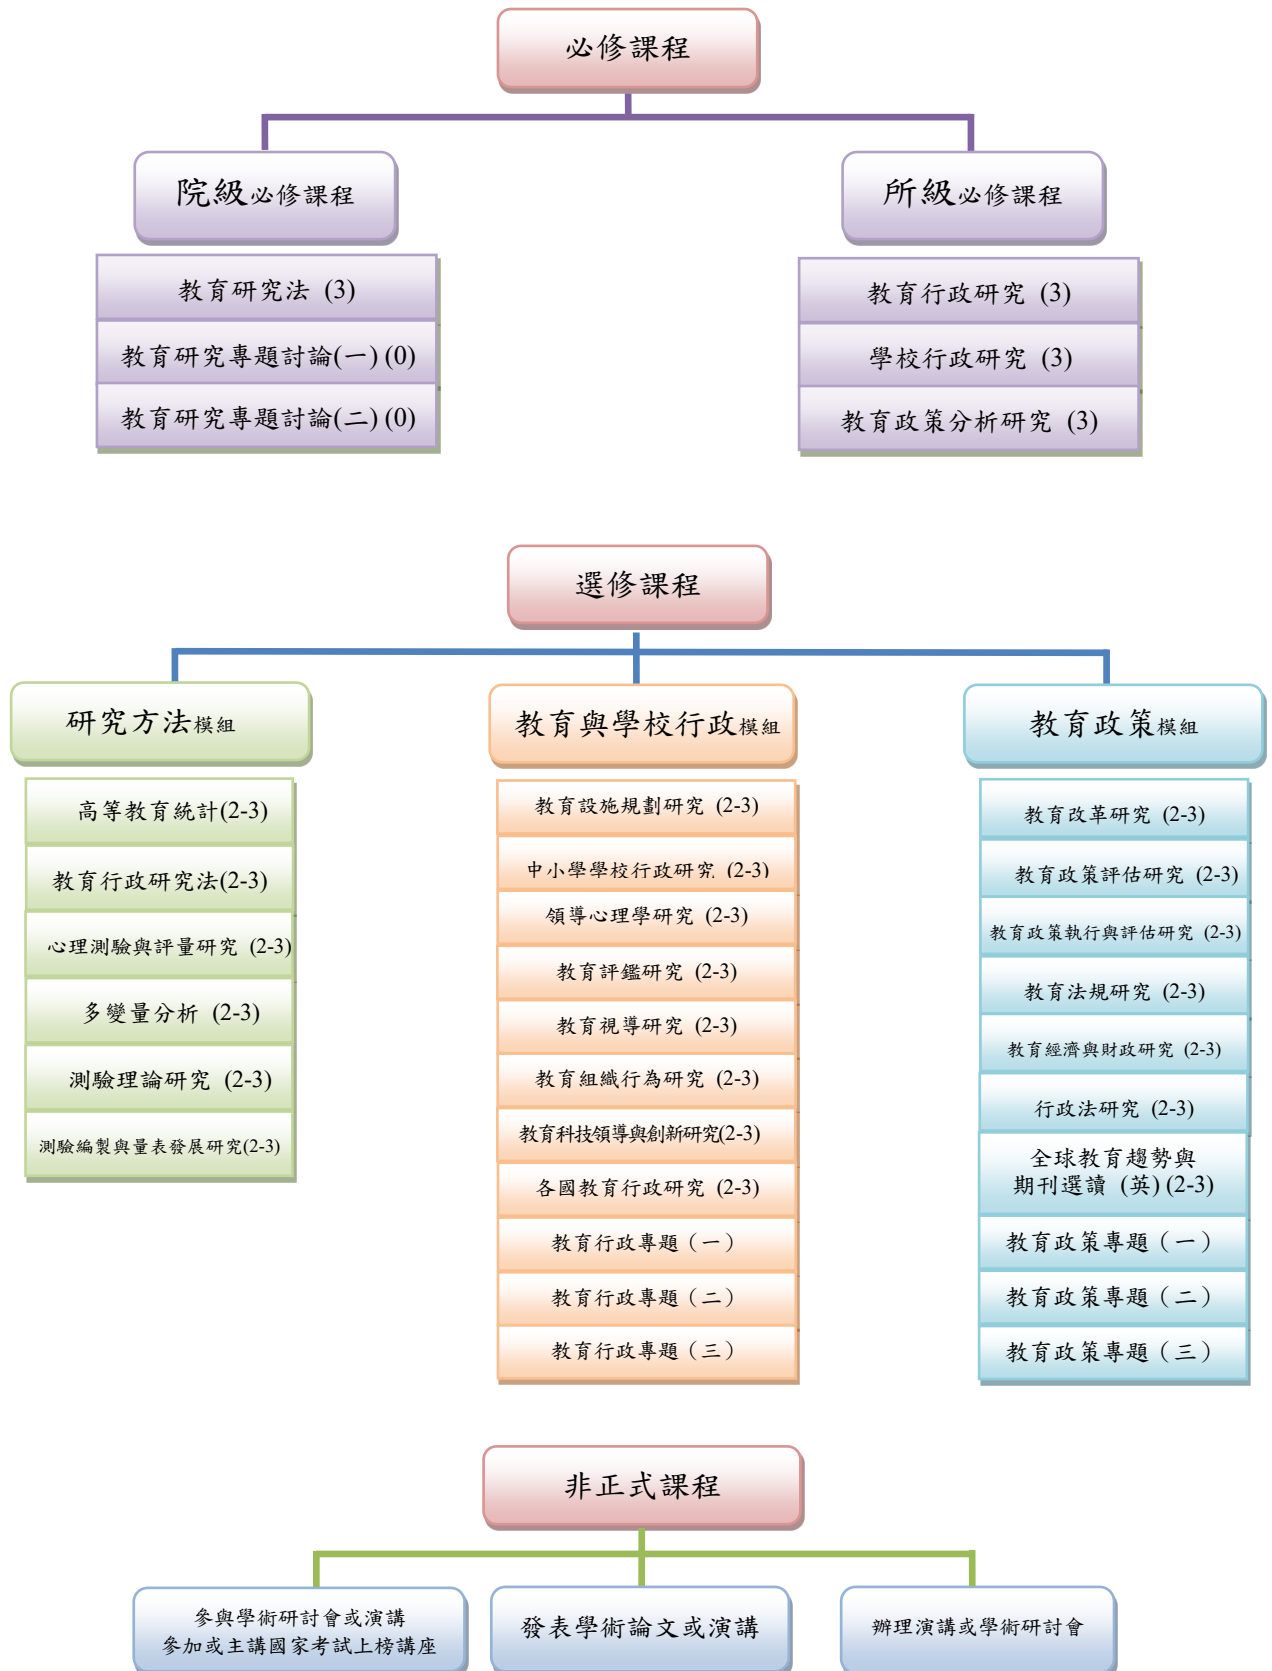 必修課程
院級必修課程
教育研究法 (3)
教育研究專題討論(一) (0)
教育研究專題討論(二) (0)
所級必修課程
教育行政研究 (3)
學校行政研究 (3)
教育政策分析研究 (3)
選修課程
研究方法模組
高等教育統計(2-3)
教育行政研究法(2-3)
心理測驗與評量研究 (2-3)
多變量分析 (2-3)
測驗理論研究 (2-3)
測驗編製與量表發展研究(2-3)
教育與學校行政模組
教育設施規劃研究 (2-3)
中小學學校行政研究 (2-3)
領導心理學研究 (2-3)
教育評鑑研究 (2-3)
教育視導研究 (2-3)
教育組織行為研究 (2-3)
教育科技領導與創新研究(2-3)
各國教育行政研究 (2-3)
教育行政專題（一）
教育行政專題（二）
教育行政專題（三）
教育政策模組
教育改革研究 (2-3)
教育政策評估研究 (2-3)
教育政策執行與評估研究 (2-3)
教育法規研究 (2-3)
教育經濟與財政研究 (2-3)
行政法研究 (2-3)
全球教育趨勢與
期刊選讀 (英) (2-3)
教育政策專題（一）
教育政策專題（二）
教育政策專題（三）
非正式課程
參與學術研討會或演講
參加或主講國家考試上榜講座
發表學術論文或演講
辦理演講或學術研討會